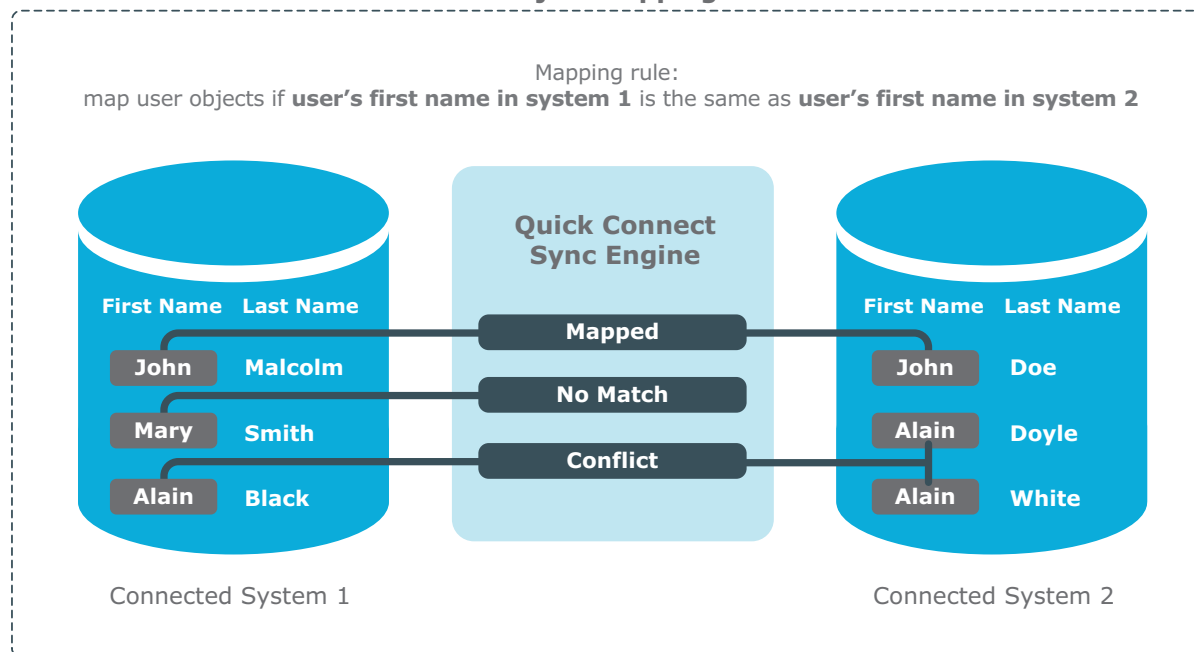 Mapping rule:
map user objects if user's first name in system 1 is the same as user's first name in system 2
Quick Connect
Sync Engine
First Name Last Name
First Name Last Name
Mapped
John Malcolm
John Doe
No Match
Mary Smith
Alain Doyle
Conflict
Alain Black
Alain White
Connected System 1
Connected System 2